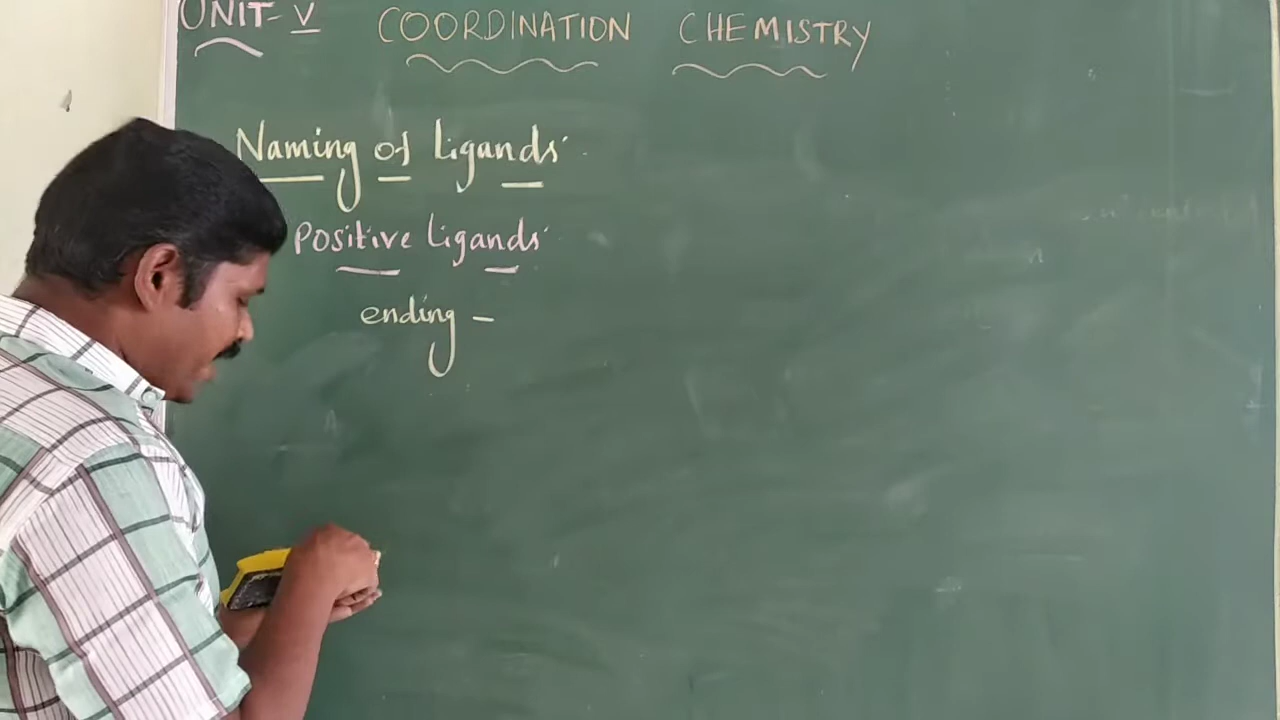 UNIT-V COORDINATION CHEMISTRY
Naming of Ligands
Positive Ligands
ending -